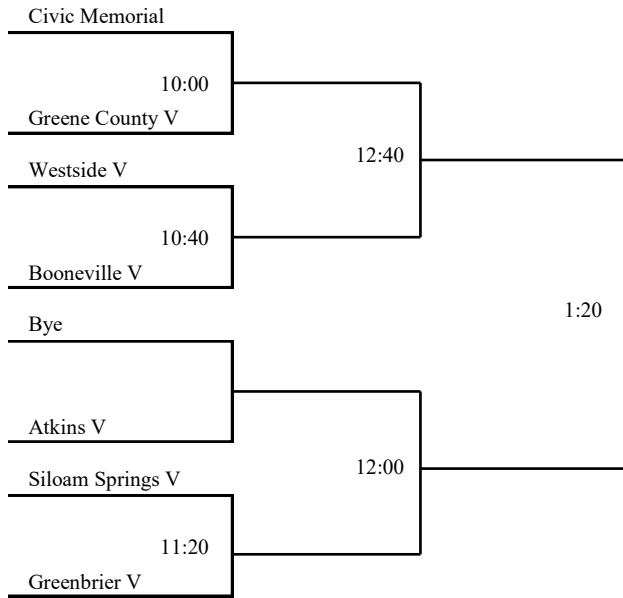 Civic Memorial
10:00
Greene County V
12:40
Westside V
10:40
Booneville V
1:20
Bye
Atkins V
12:00
Siloam Springs V
11:20
Greenbrier V